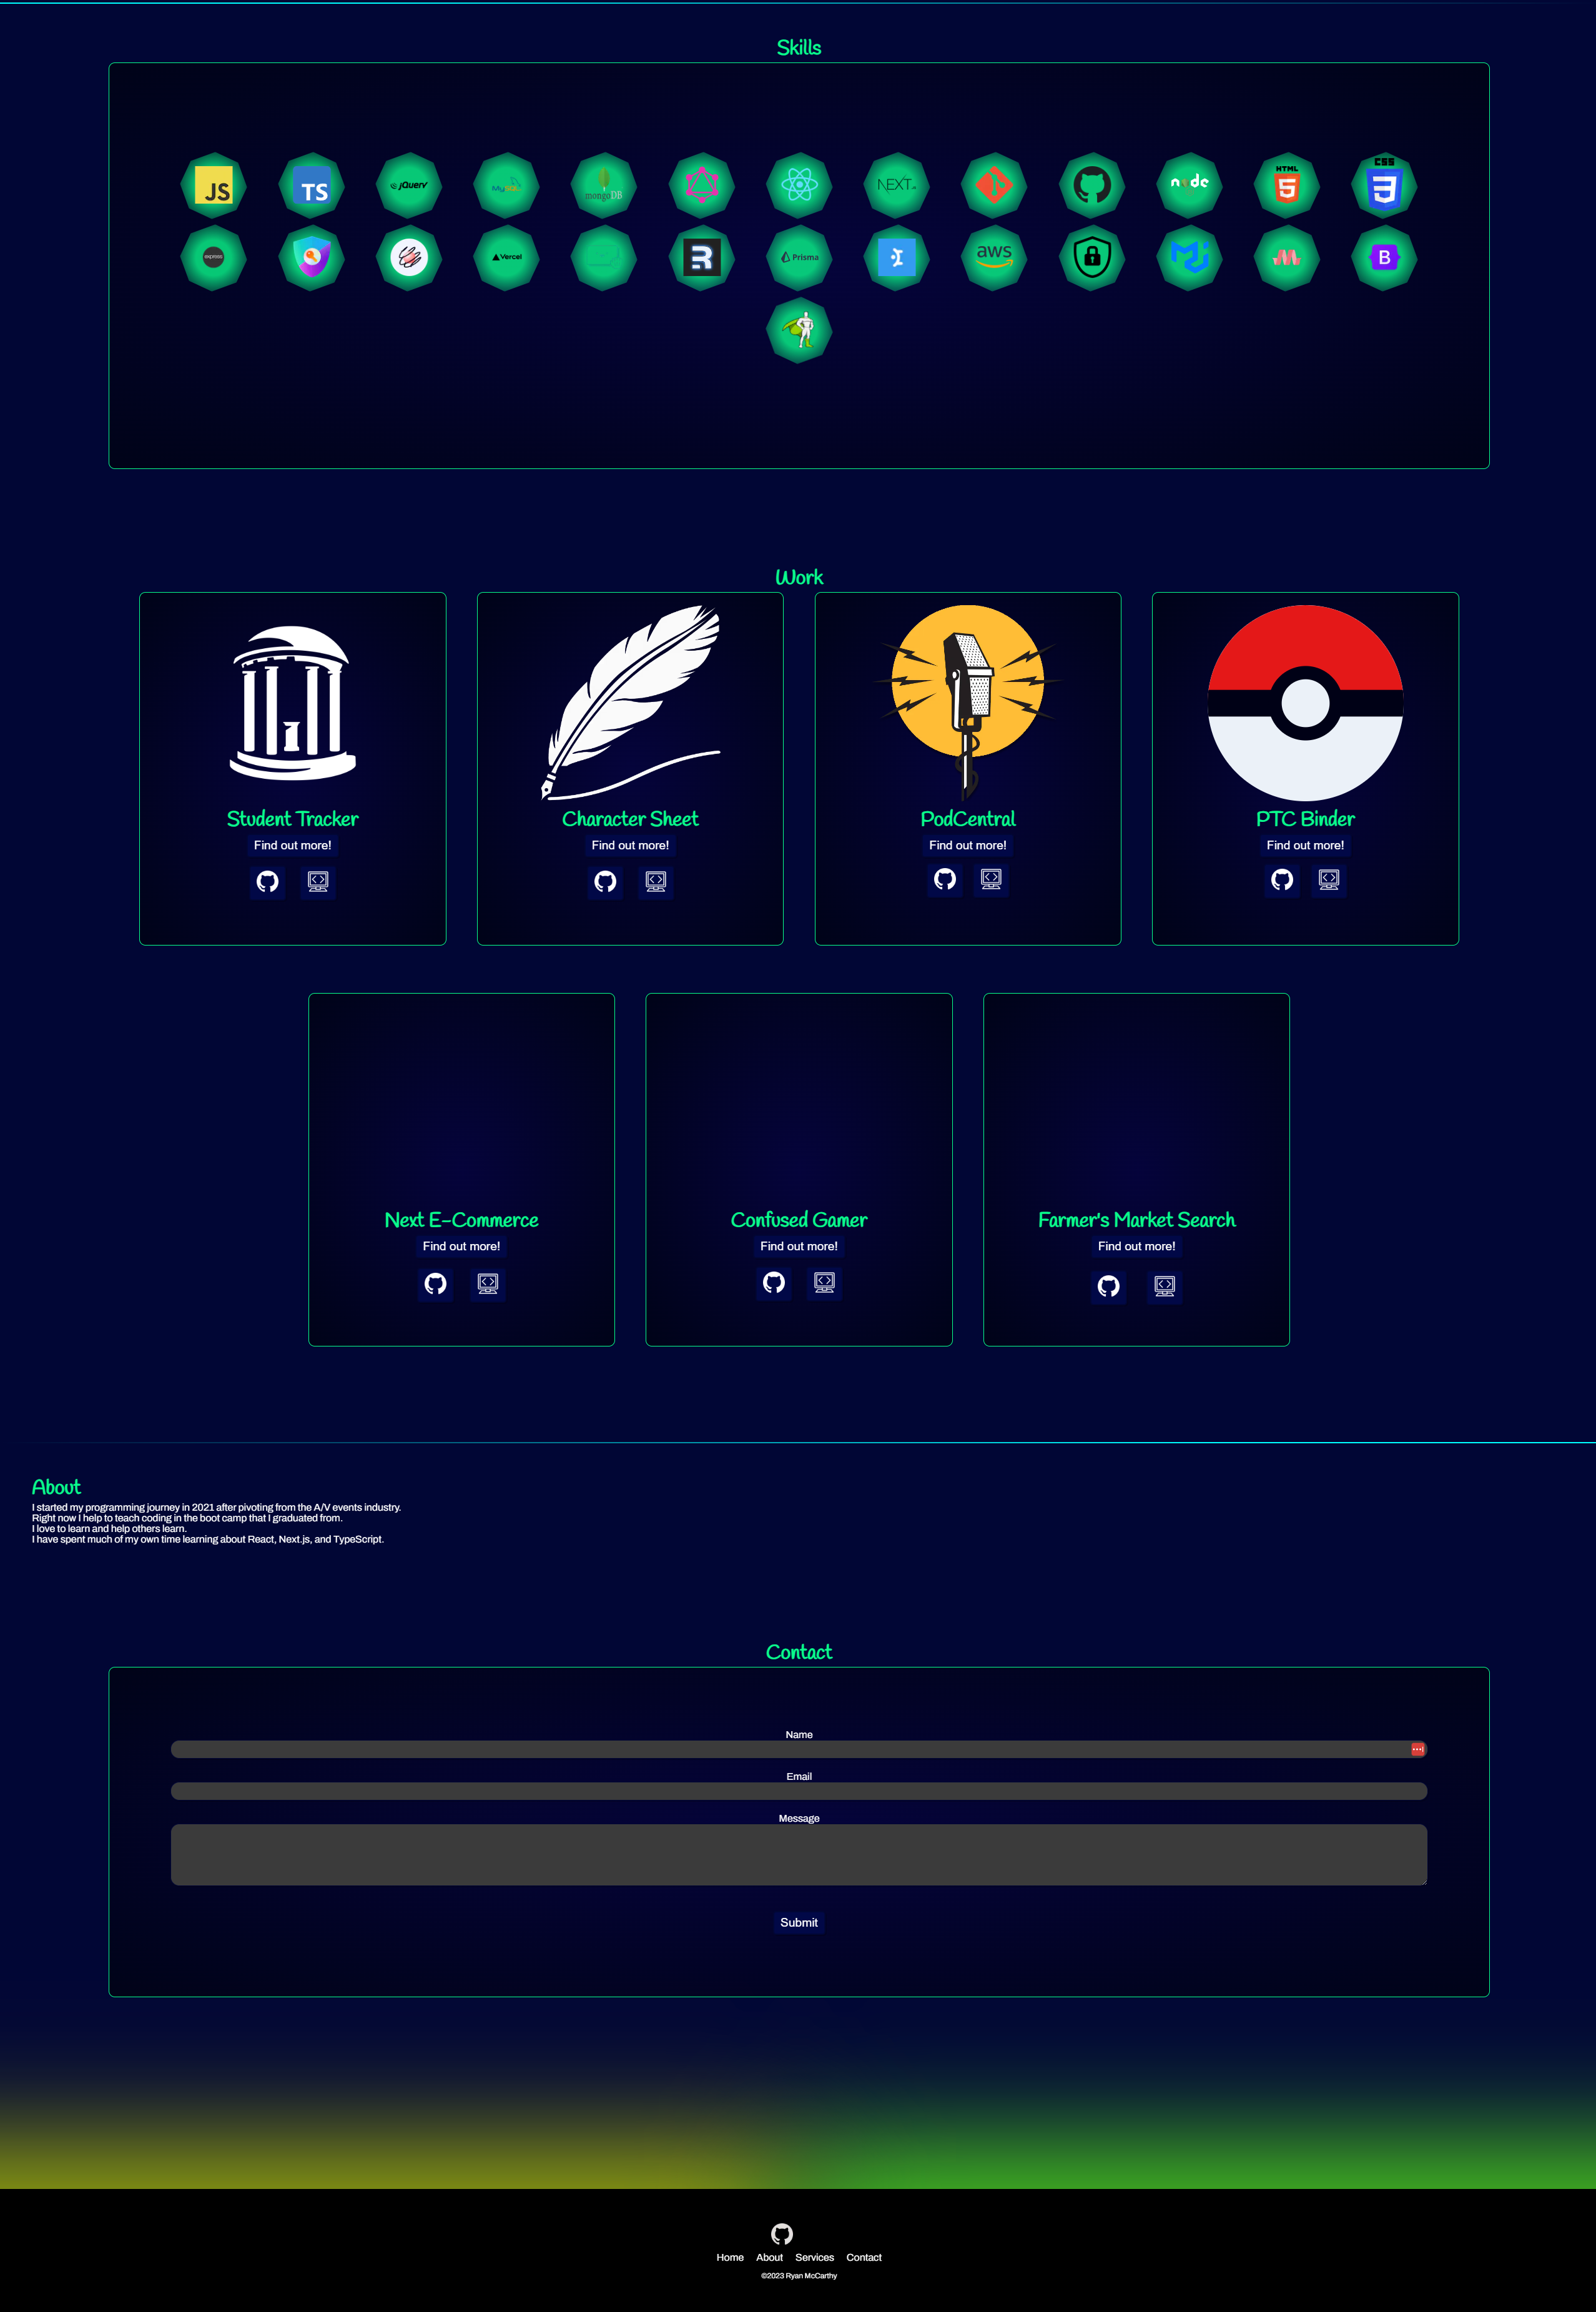 Skills
JS TS jQuery MySQL mongoDB NEXT.JS node HTML 5 CSS 3
express Vercel R Prisma aws B
Work
Student Tracker Character Sheet PodCentral PTC Binder
Find out more! Find out more! Find out more! Find out more!
Next E-Commerce Confused Gamer Farmer's Market Search
Find out more! Find out more! Find out more!
About
I started my programming journey in 2021 after pivoting from the A/V events industry.
Right now I help to teach coding in the boot camp that I graduated from.
I love to learn and help others learn.
I have spent much of my own time learning about React, Next.js, and TypeScript.
Contact
Name
Email
Message
Submit
Home About Services Contact
©2023 Ryan McCarthy